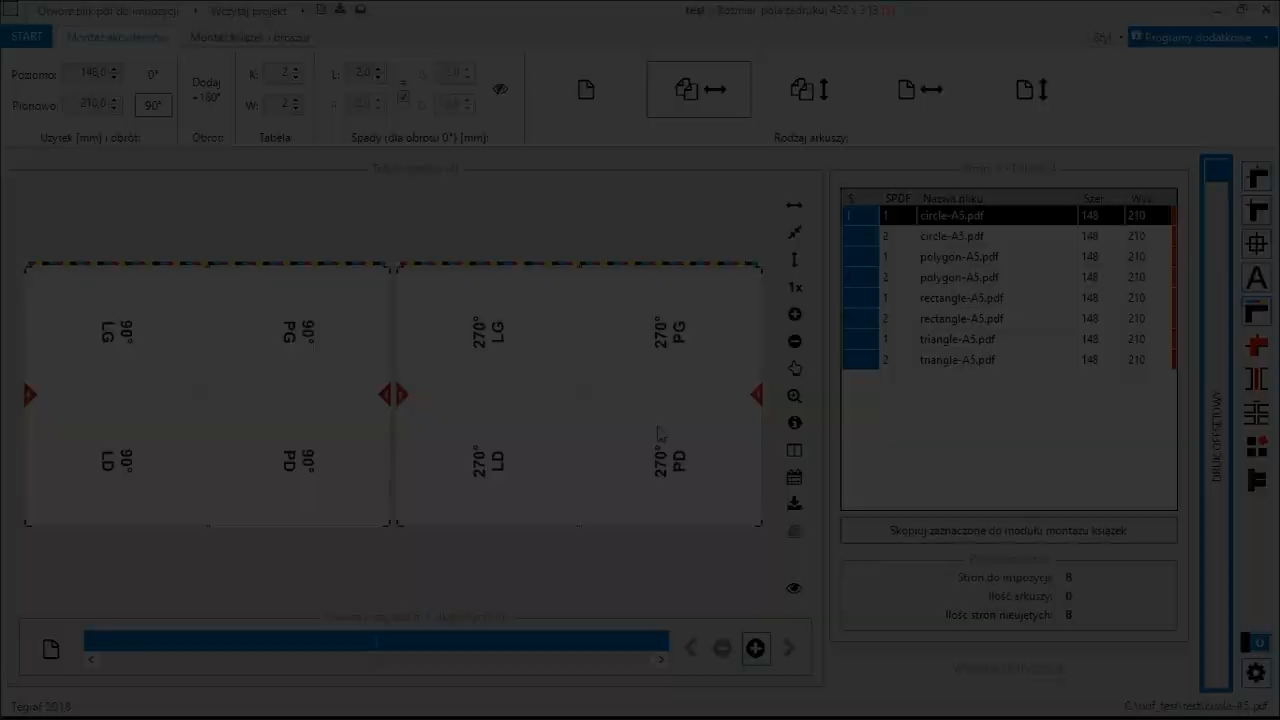 Otwórz plik pdf do impozycji
Wczytaj projekt
test - Rozmiar pola zadruku 432 x 313
START
Montaż akcydensów
Montaż książek i broszur
Styl
Programy dodatkowe
Poziomo: 148,0 0°
Pionowo: 210,0 90°
Użytek [mm] i obrót:
Dodaj
+180°
Obrót:
K: 2
W: 2
Tabela:
L: 2,0
=
Spady (dla obrosu 0°) [mm]:
Rodzaj arkuszy:
90° LG
90° PG
270° LG
270° PG
90° LD
90° PD
270° LD
270° PD
1x
S SPDF Nazwa pliku Szer. Wys.
1 1 circle-A5.pdf 148 210
2 circle-A5.pdf 148 210
1 polygon-A5.pdf 148 210
2 polygon-A5.pdf 148 210
1 rectangle-A5.pdf 148 210
2 rectangle-A5.pdf 148 210
1 triangle-A5.pdf 148 210
2 triangle-A5.pdf 148 210
Skopiuj zaznaczone do modułu montażu książek
Stron do impozycji: 8
Ilość arkuszy: 0
Ilość stron nieujętych: 8
DRUK OFFSETOWY
A
Tegraf 2018